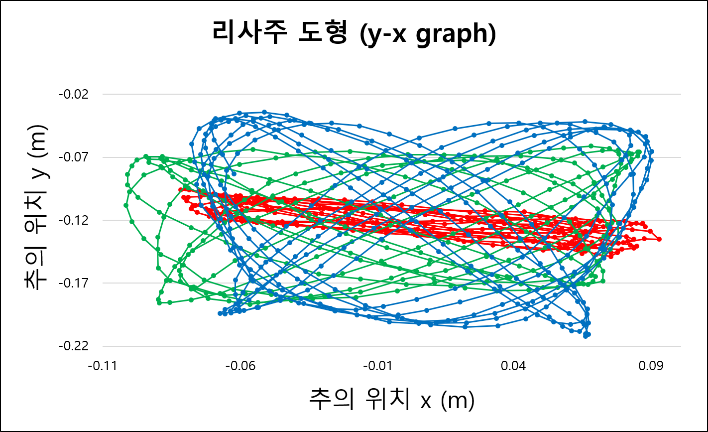 리사주 도형 (y-x graph)
추의 위치 y (m)
-0.02
-0.07
-0.12
-0.17
-0.22
-0.11 -0.06 -0.01 0.04 0.09
추의 위치 x (m)